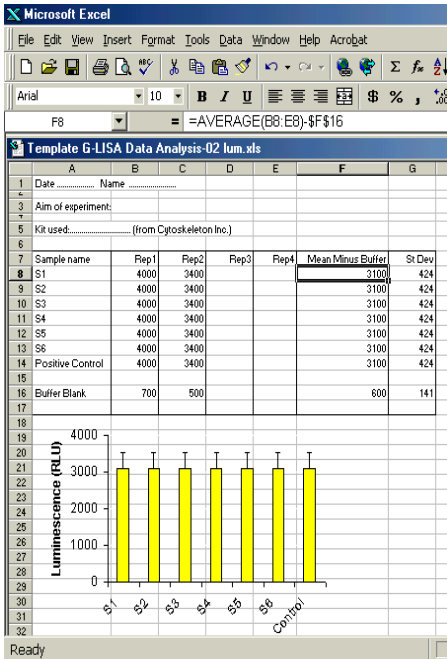 Microsoft Excel
File Edit View Insert Format Tools Data Window Help Acrobat
Arial 10 B I U $ % ,
F8 = =AVERAGE(B8:E8)-$F$16
Template G-LISA Data Analysis-02 lum.xls
A B C D E F G
1 Date ................. Name ......................
2
3 Aim of experiment:
4
5 Kit used:............................ (from Cytoskeleton Inc.)
6
7 Sample name Rep1 Rep2 Rep3 Rep4 Mean Minus Buffer St Dev
8 S1 4000 3400 3100 424
9 S2 4000 3400 3100 424
10 S3 4000 3400 3100 424
11 S4 4000 3400 3100 424
12 S5 4000 3400 3100 424
13 S6 4000 3400 3100 424
14 Positive Control 4000 3400 3100 424
15
16 Buffer Blank 700 500 600 141
17
18
19
20
21
22
23
24
25
26
27
28
29
30
31
32
Luminescence (RLU)
4000
3000
2000
1000
0
S1 S2 S3 S4 S5 S6 Control
Ready